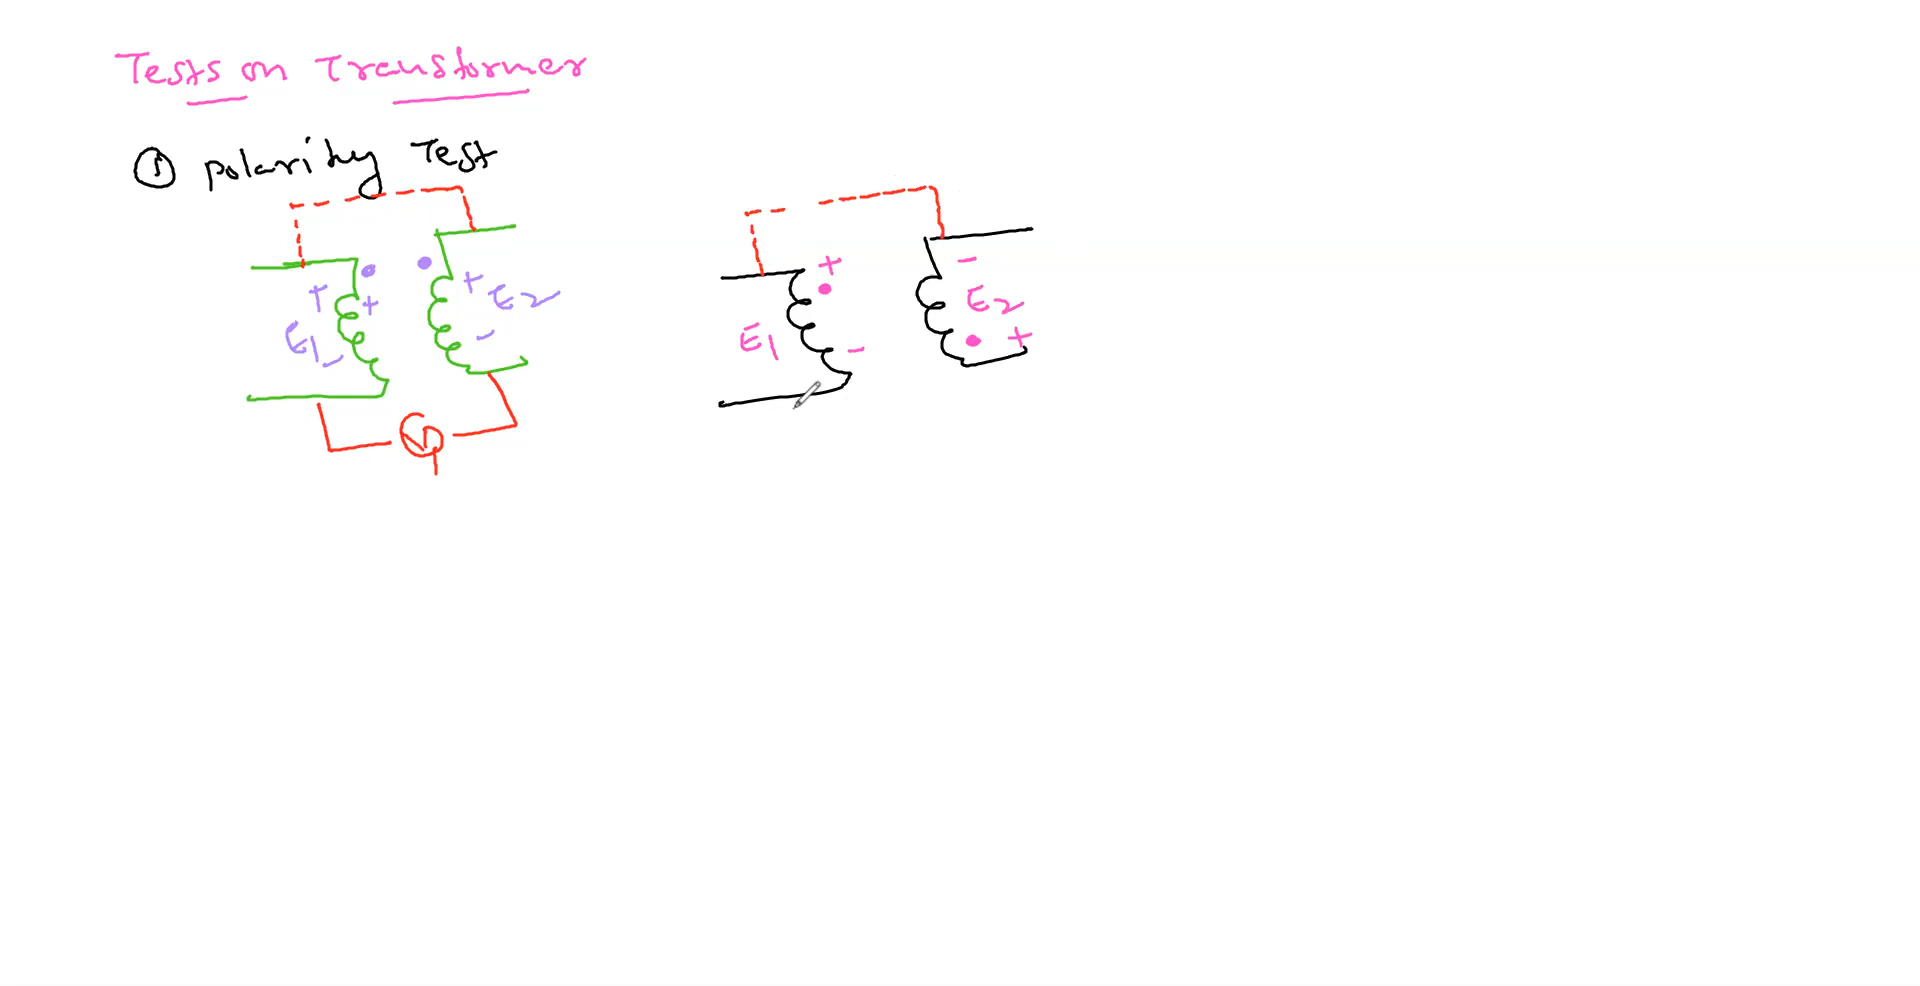 Tests on Transformer
① polarity Test
+ + + E2
E1 - -
V
+ -
E1 E2
- +